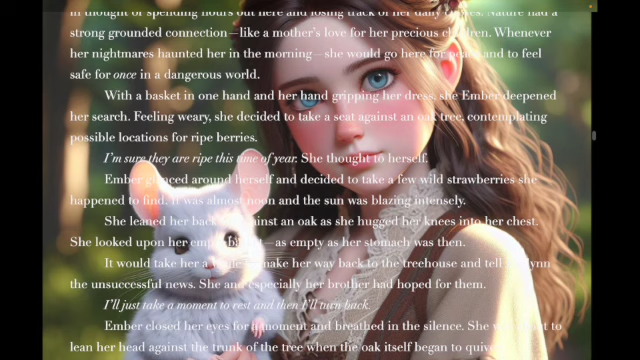 in thought of spending hours out here and losing track of her daily Nature had a
strong grounded connection—like a mother's love for her precious children. Whenever
her nightmares haunted her in the morning—she would go here for peace and to feel
safe for once in a dangerous world.
With a basket in one hand and her hand gripping her dress, she Ember deepened
her search. Feeling weary, she decided to take a seat against an oak tree, contemplating
possible locations for ripe berries.
I'm sure they are ripe this time of year. She thought to herself.
Ember glanced around herself and decided to take a few wild strawberries she
happened to find. It was almost noon and the sun was blazing intensely.
She leaned her back against an oak as she hugged her knees into her chest.
She looked upon her empty as empty as her stomach was then.
It would take her a make her way back to the treehouse and tell
the unsuccessful news. She and especially her brother had hoped for them.
I'll just take a moment to rest and then I'll turn back.
Ember closed her eyes for a moment and breathed in the silence. She to
lean her head against the trunk of the tree when the oak itself began to